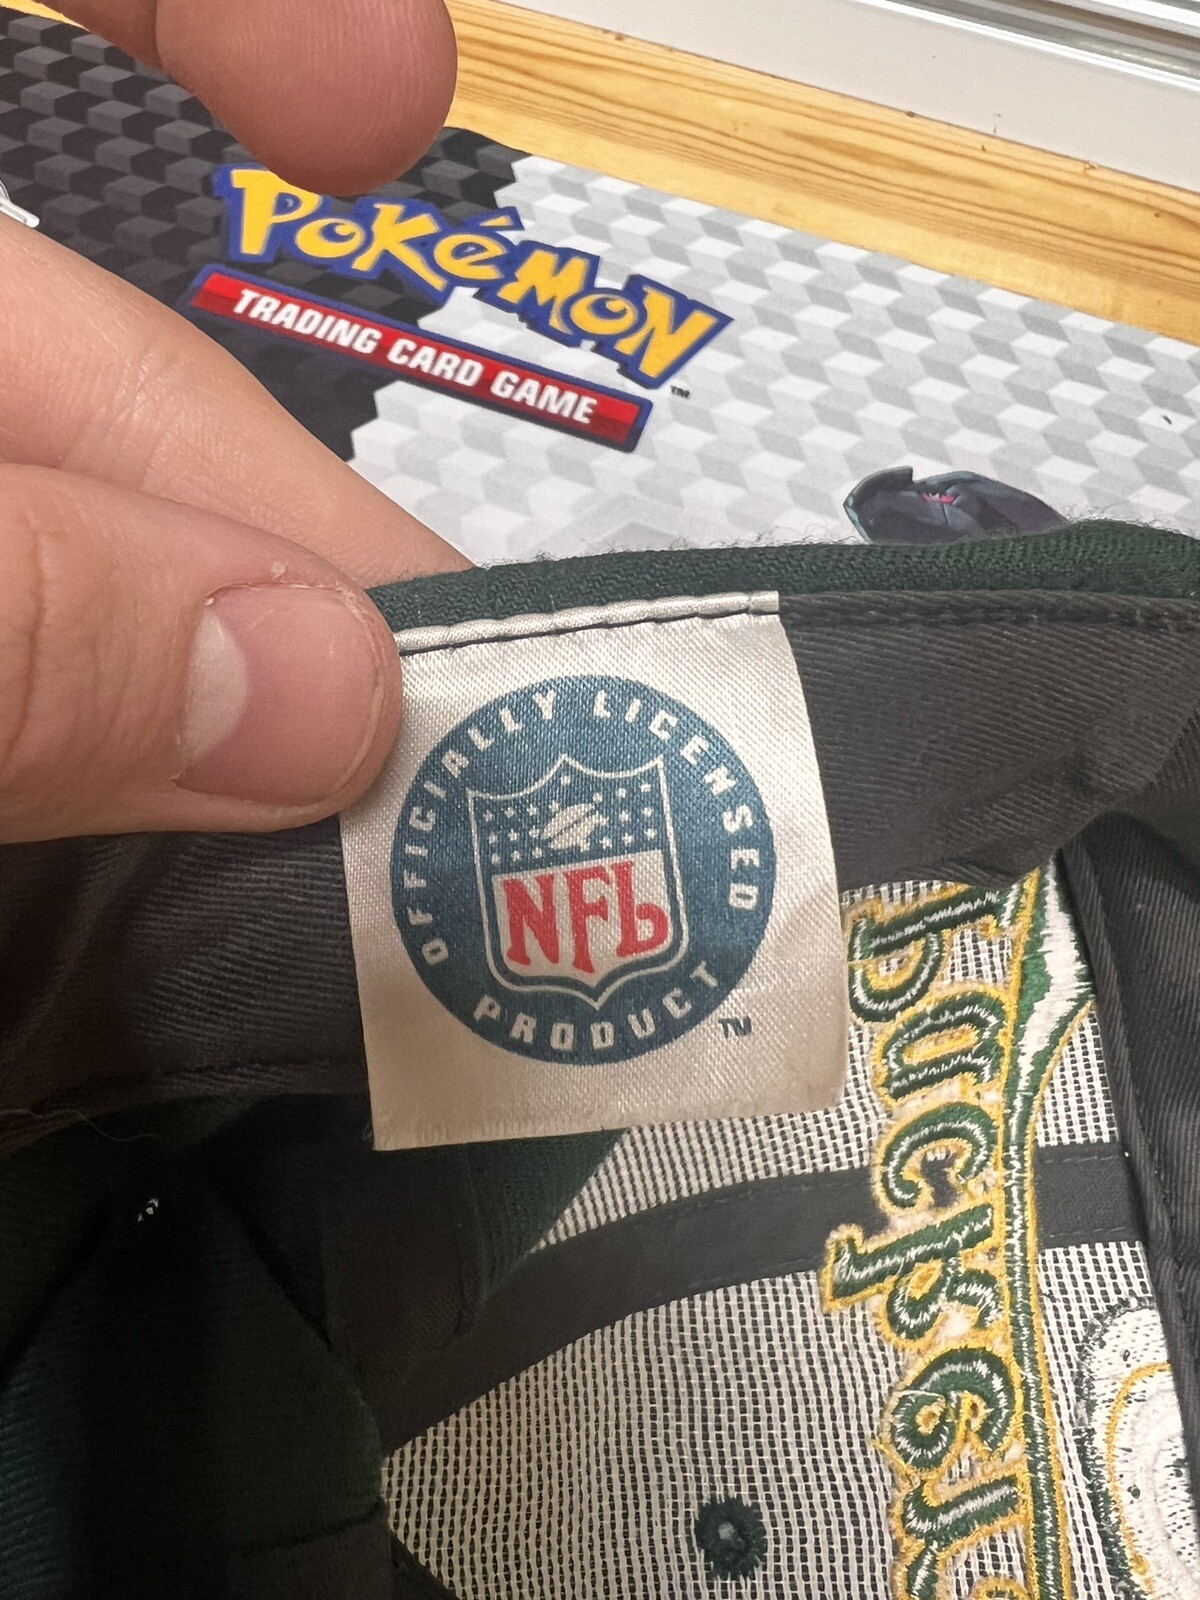 POKéMON
TM
TRADING CARD GAME
OFFICIALLY LICENSED
NFL
PRODUCT
TM
Packers